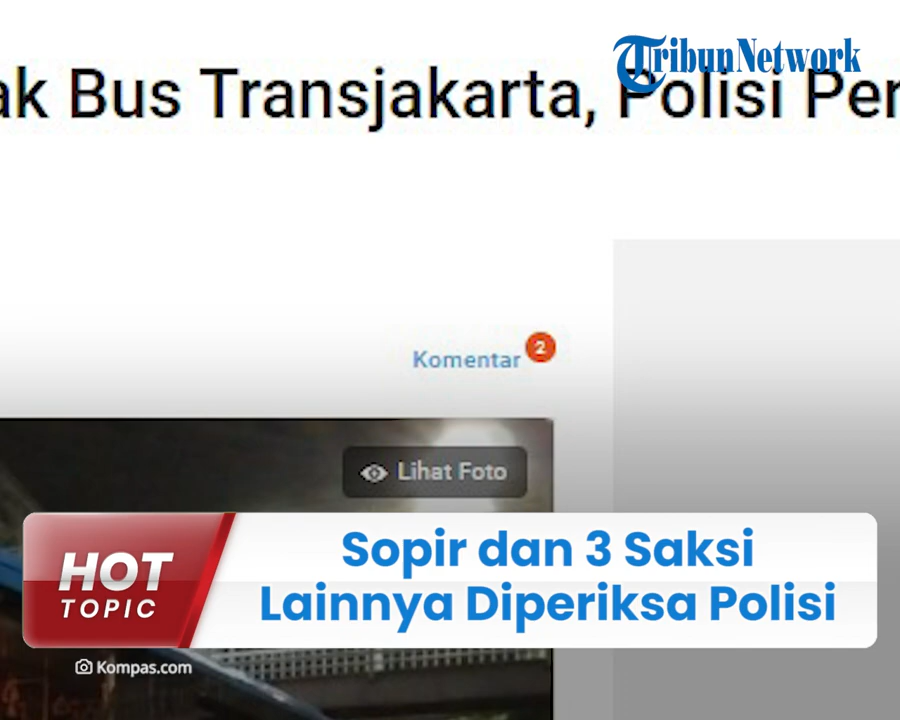 TribunNetwork
ak Bus Transjakarta, Polisi Per
Komentar 2
Lihat Foto
HOT
TOPIC
Sopir dan 3 Saksi
Lainnya Diperiksa Polisi
Kompas.com